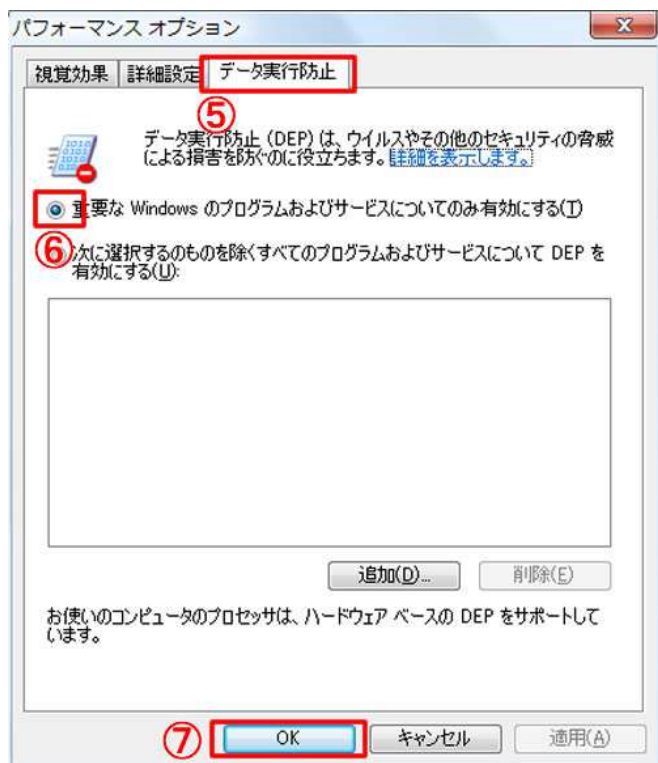 パフォーマンス オプション
視覚効果 詳細設定 データ実行防止
⑤
データ実行防止 (DEP) は、ウイルスやその他のセキュリティの脅威
による損害を防ぐのに役立ちます。詳細を表示します。
重要な Windows のプログラムおよびサービスについてのみ有効にする(T)
⑥
次に選択するのものを除くすべてのプログラムおよびサービスについて DEP を
有効にする(U):
追加(D)... 削除(E)
お使いのコンピュータのプロセッサは、ハードウェア ベースの DEP をサポートして
います。
⑦ OK キャンセル 適用(A)